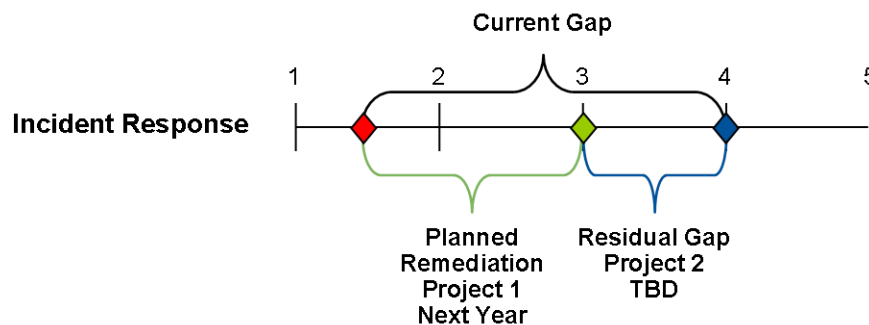 Current Gap
1
2
3
4
5
Incident Response
Planned
Remediation
Project 1
Next Year
Residual Gap
Project 2
TBD